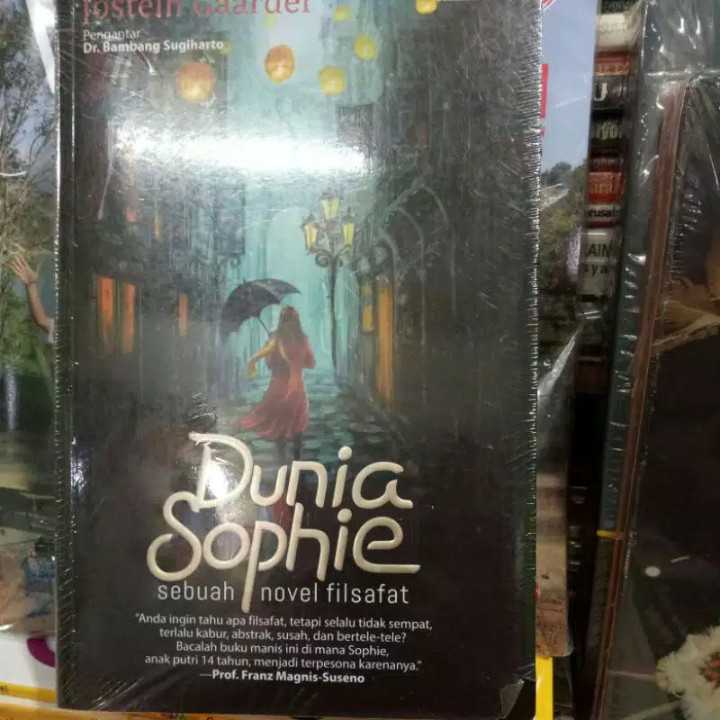 Jostein Gaarder
Pengantar
Dr. Bambang Sugiharto
Dunia
Sophie
sebuah novel filsafat
"Anda ingin tahu apa filsafat, tetapi selalu tidak sempat,
terlalu kabur, abstrak, susah, dan bertele-tele?
Bacalah buku manis ini di mana Sophie,
anak putri 14 tahun, menjadi terpesona karenanya."
—Prof. Franz Magnis-Suseno